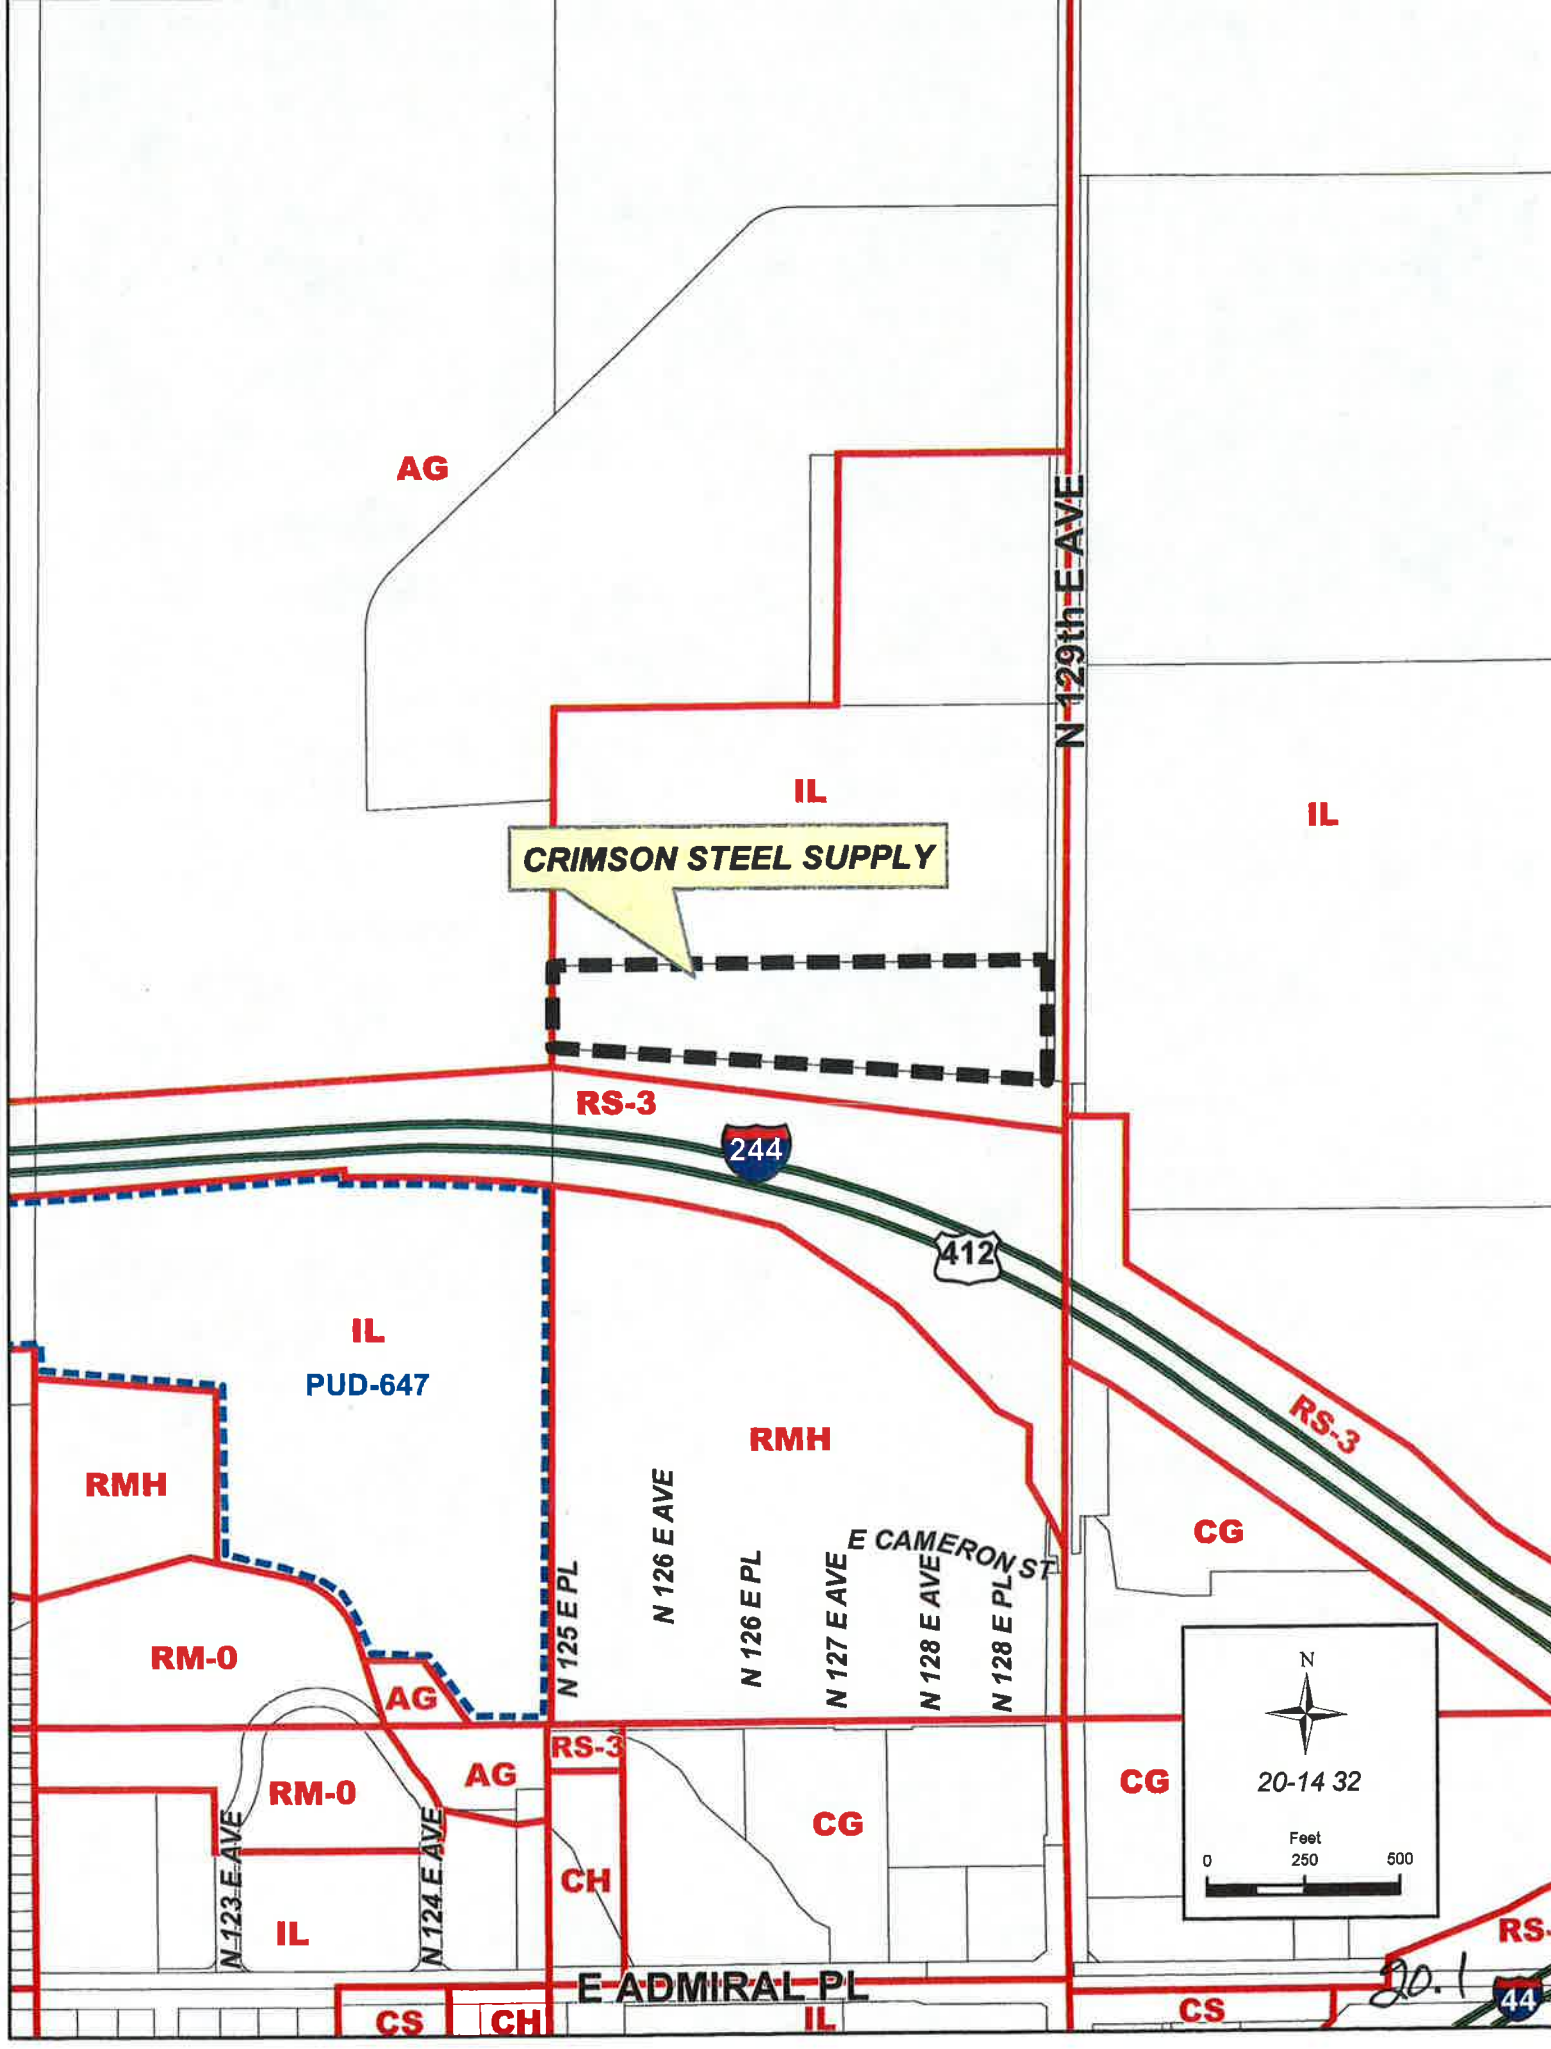 AG
N 129th E AVE
IL
IL
CRIMSON STEEL SUPPLY
RS-3
244
412
IL
PUD-647
RS-3
RMH
RMH
N 126 E AVE
CG
E CAMERON ST
N 125 E PL
N 126 E PL
N 127 E AVE
N 128 E AVE
N 128 E PL
RM-0
AG
N
RS-3
AG
CG
20-14 32
RM-0
CG
Feet
0 250 500
CH
N 123 E AVE
N 124 E AVE
IL
RS-
E ADMIRAL PL
20.1
CS
CH
IL
CS
44